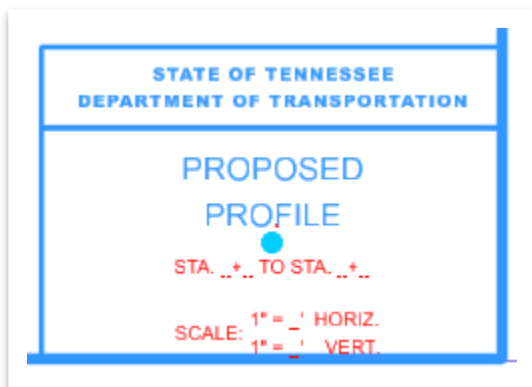 STATE OF TENNESSEE
DEPARTMENT OF TRANSPORTATION
PROPOSED
PROFILE
STA. _+_ TO STA. _+_
SCALE: 1" = _' HORIZ.
1" = _' VERT.